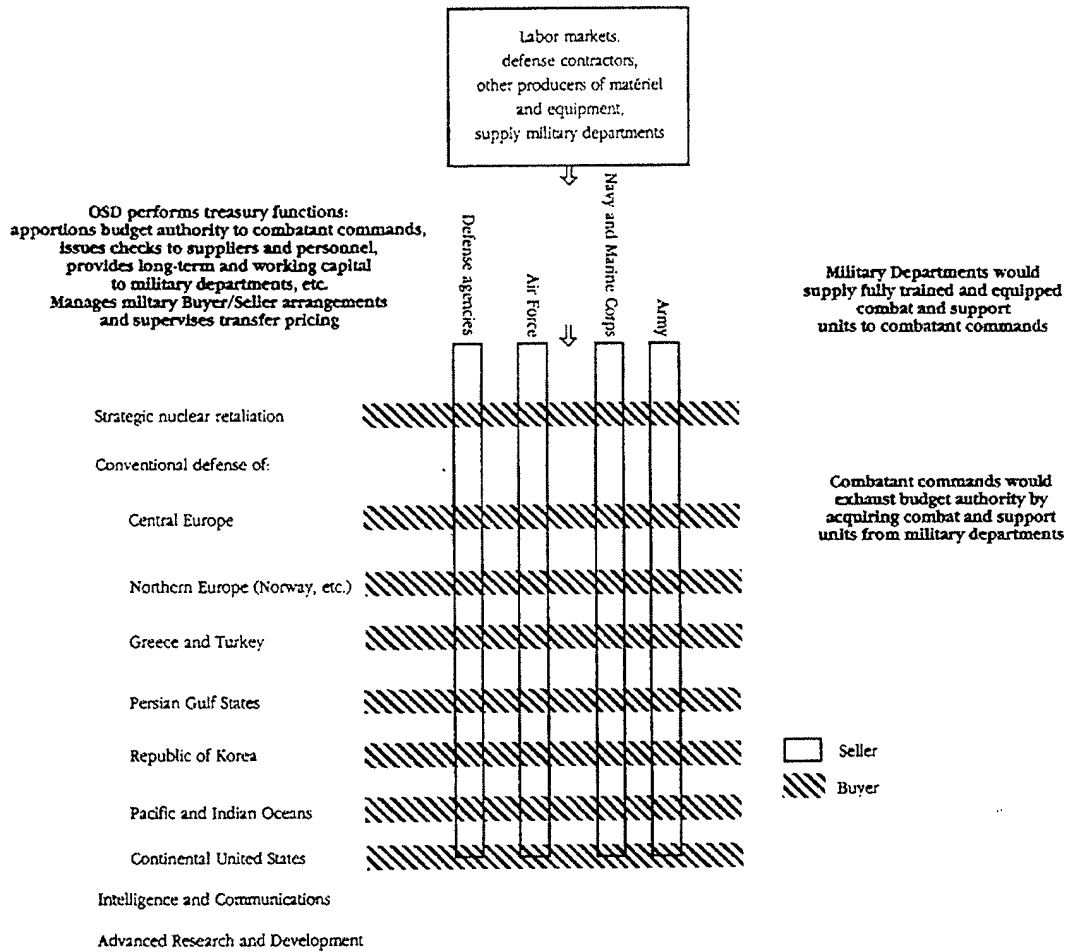 Labor markets,
defense contractors,
other producers of matériel
and equipment,
supply military departments
OSD performs treasury functions:
apportions budget authority to combatant commands,
issues checks to suppliers and personnel,
provides long-term and working capital
to military departments, etc.
Manages miltary Buyer/Seller arrangements
and supervises transfer pricing
Defense agencies
Air Force
Navy and Marine Corps
Army
Military Departments would
supply fully trained and equipped
combat and support
units to combatant commands
Strategic nuclear retaliation
Conventional defense of:
Central Europe
Northern Europe (Norway, etc.)
Greece and Turkey
Persian Gulf States
Republic of Korea
Pacific and Indian Oceans
Continental United States
Intelligence and Communications
Advanced Research and Development
Combatant commands would
exhaust budget authority by
acquiring combat and support
units from military departments
Seller
Buyer